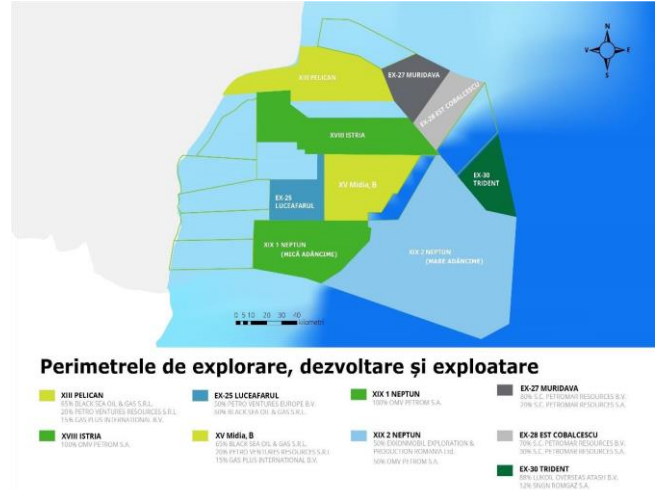 N
V
E
S
XIII PELICAN
EX-27 MURIDAVA
EX-28 EST COBALCESCU
XVIII ISTRIA
EX-30
TRIDENT
EX-25
LUCEAFARUL
XV Midia, B
XIX 1 NEPTUN
(MICĂ ADÂNCIME)
XIX 2 NEPTUN
(MARE ADÂNCIME)
0 5 10 20 30 40
kilometri
Perimetrele de explorare, dezvoltare și exploatare
XIII PELICAN
65% BLACK SEA OIL & GAS S.R.L.
20% PETRO VENTURES RESOURCES S.R.L
15% GAS PLUS INTERNATIONAL B.V.
XVIII ISTRIA
100% OMV PETROM S.A.
EX-25 LUCEAFARUL
50% PETRO VENTURES EUROPE B.V.
50% BLACK SEA OIL & GAS S.R.L.
XV Midia, B
65% BLACK SEA OIL & GAS S.R.L.
20% PETRO VENTURES RESOURCES S.R.L
15% GAS PLUS INTERNATIONAL B.V.
XIX 1 NEPTUN
100% OMV PETROM S.A.
XIX 2 NEPTUN
50% EXXONMOBIL EXPLORATION &
PRODUCTION ROMANIA Ltd.
50% OMV PETROM S.A.
EX-27 MURIDAVA
S.C. PETROMAR RESOURCES B.V.
S.C. PETROMAR RESOURCES S.A.
EX-28 EST COBALCESCU
70% S.C. PETROMAR RESOURCES B.V.
30% S.C. PETROMAR RESOURCES S.A.
EX-30 TRIDENT
88% LUKOIL OVERSEAS ATASH B.V.
12% SNGN ROMGAZ S.A.